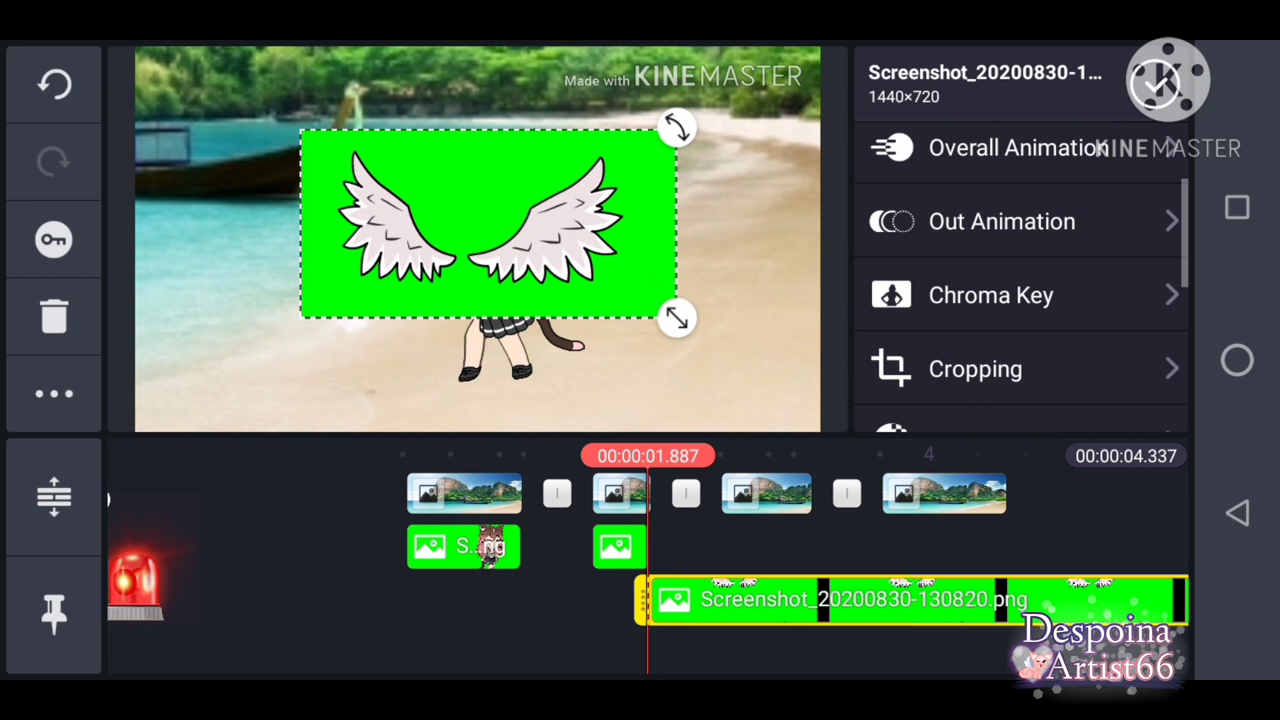 Made with KINEMASTER
Screenshot_20200830-1...
1440×720
KINEMASTER
Overall Animation
Out Animation
Chroma Key
Cropping
00:00:01.887
4
00:00:04.337
S...ng
Screenshot_20200830-130820.png
Despoina
Artist66